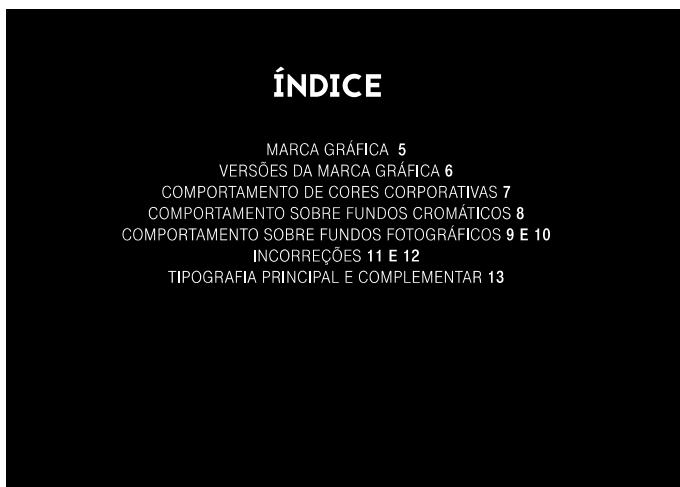 ÍNDICE
MARCA GRÁFICA 5
VERSÕES DA MARCA GRÁFICA 6
COMPORTAMENTO DE CORES CORPORATIVAS 7
COMPORTAMENTO SOBRE FUNDOS CROMÁTICOS 8
COMPORTAMENTO SOBRE FUNDOS FOTOGRÁFICOS 9 E 10
INCORREÇÕES 11 E 12
TIPOGRAFIA PRINCIPAL E COMPLEMENTAR 13